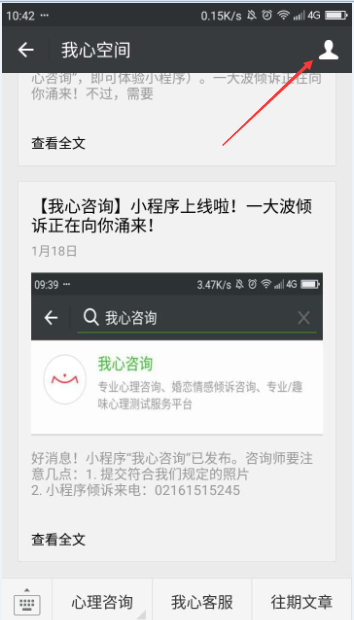 10:42 ···
0.15K/s
4G
我心空间
心咨询”，即可体验小程序）。一大波倾诉正在向
你涌来！不过，需要
查看全文
【我心咨询】小程序上线啦！一大波倾
诉正在向你涌来！
1月18日
09:39 ···
3.47K/s
4G
我心咨询
我心咨询
专业心理咨询、婚恋情感倾诉咨询、专业/趣
味心理测试服务平台
好消息！小程序“我心咨询”已发布。咨询师要注
意几点：1. 提交符合我们规定的照片
2. 小程序倾诉来电：02161515245
查看全文
心理咨询
我心客服
往期文章